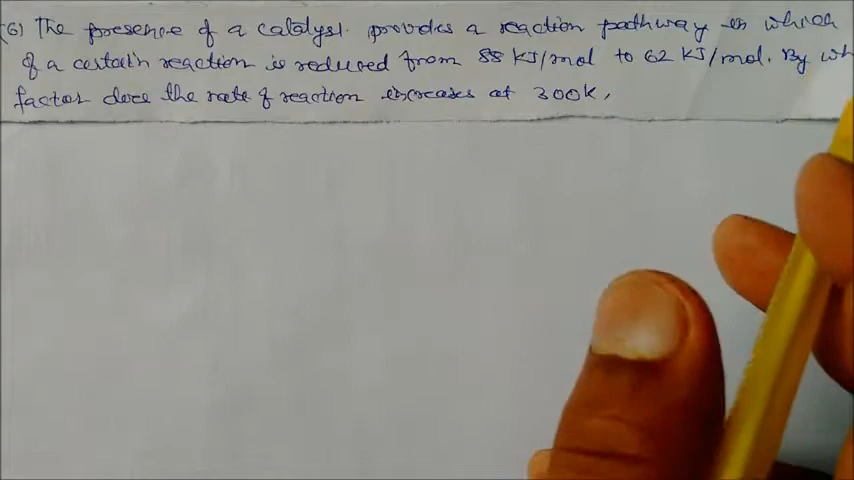 (6) The presence of a catalyst provides a reaction pathway in which
of a certain reaction is reduced from 88 KJ/mol to 62 KJ/mol. By wh
factor does the rate of reaction increases at 300K,